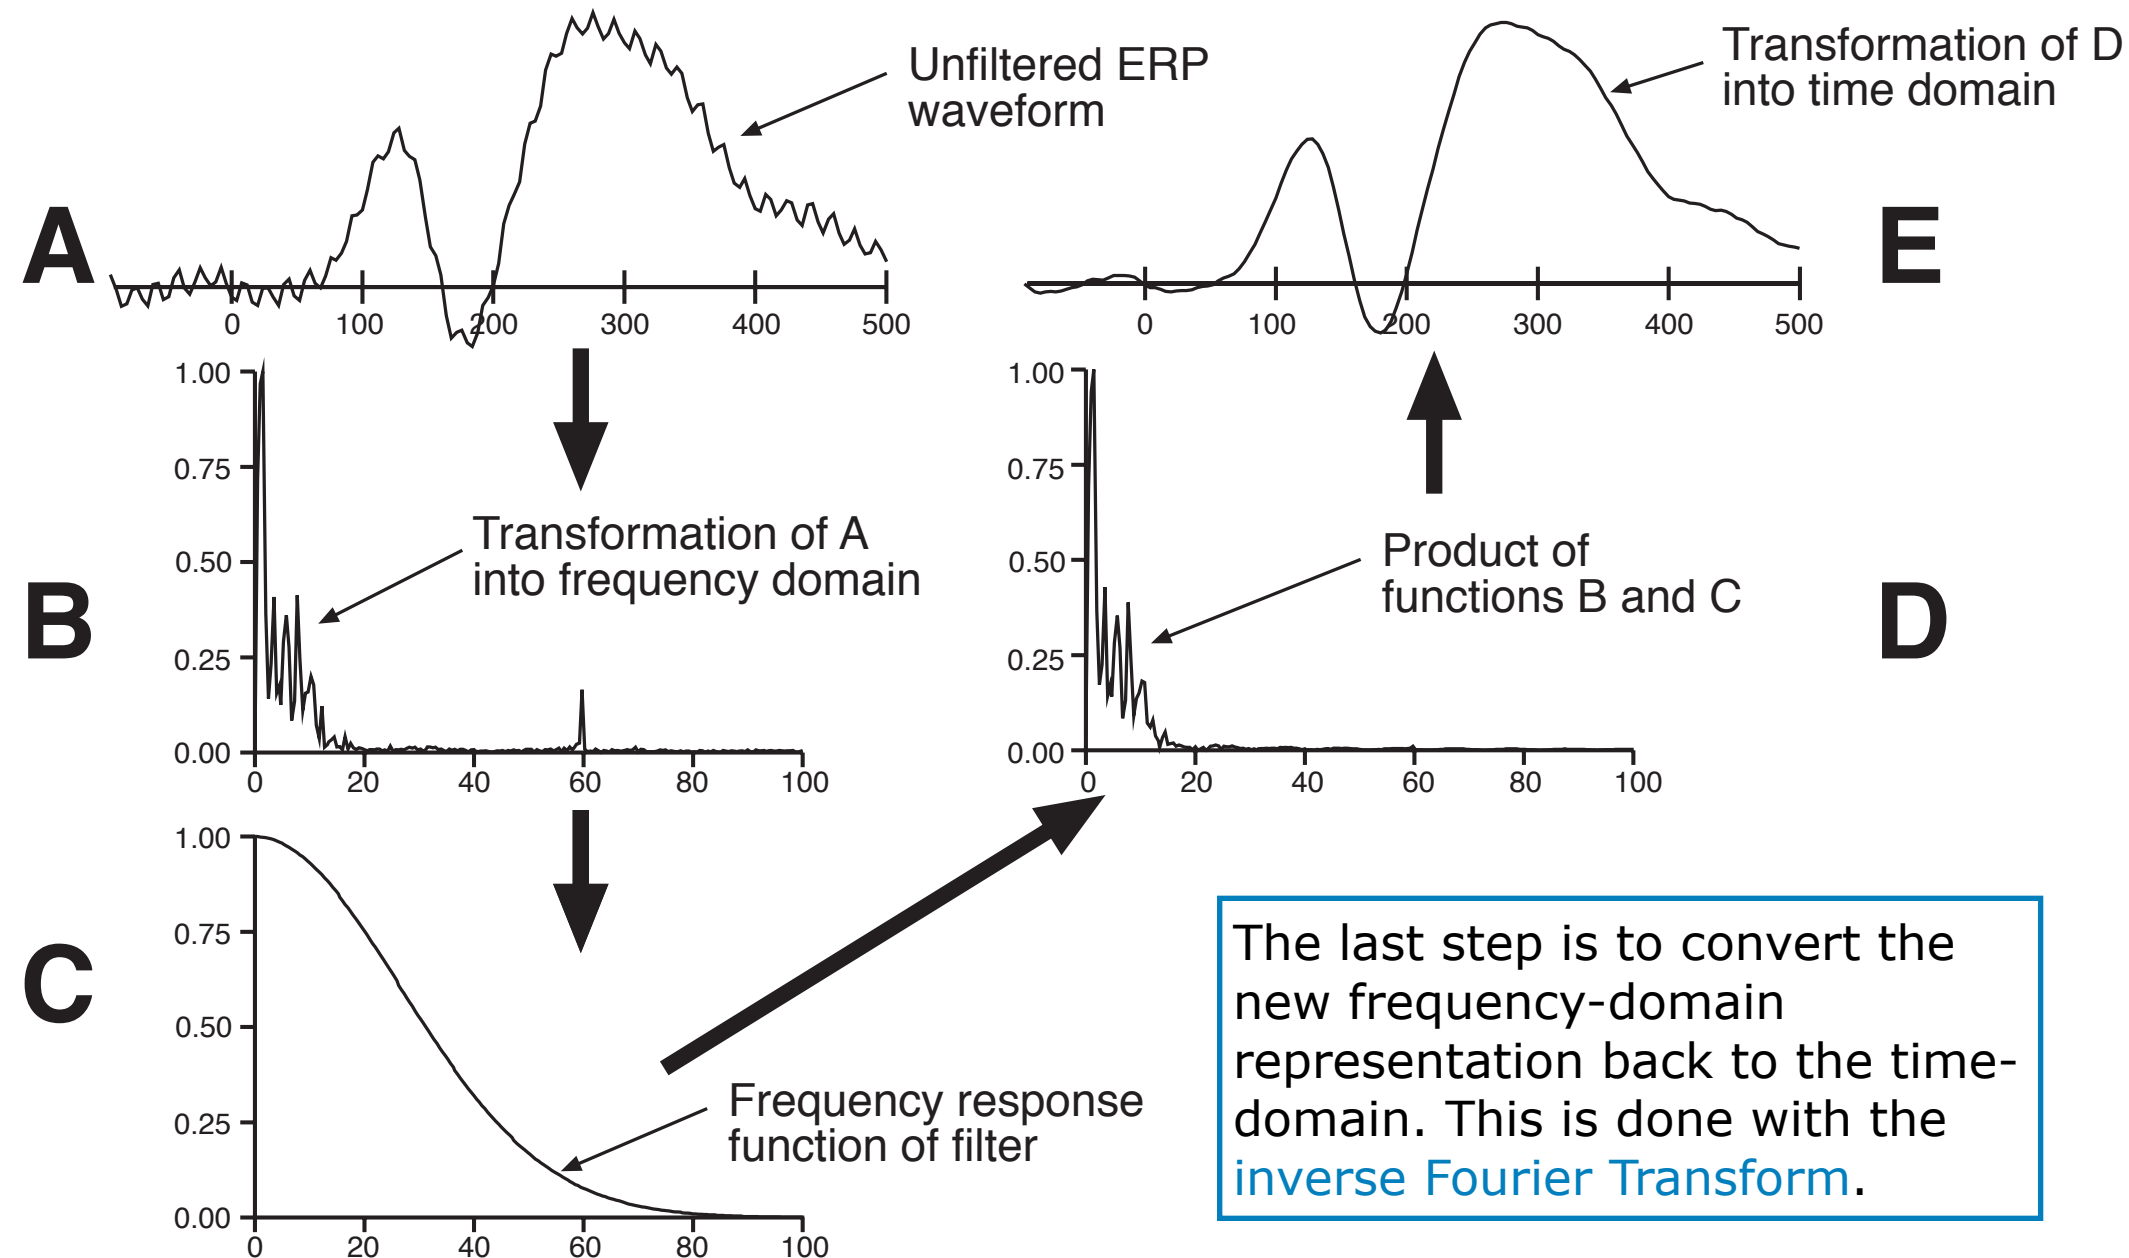 A
Unfiltered ERP
waveform
0 100 200 300 400 500
Transformation of D
into time domain
E
0 100 200 300 400 500
B
1.00
0.75
0.50
0.25
0.00
Transformation of A
into frequency domain
0 20 40 60 80 100
D
1.00
0.75
0.50
0.25
0.00
Product of
functions B and C
0 20 40 60 80 100
C
1.00
0.75
0.50
0.25
0.00
Frequency response
function of filter
0 20 40 60 80 100
The last step is to convert the
new frequency-domain
representation back to the time-
domain. This is done with the
inverse Fourier Transform.